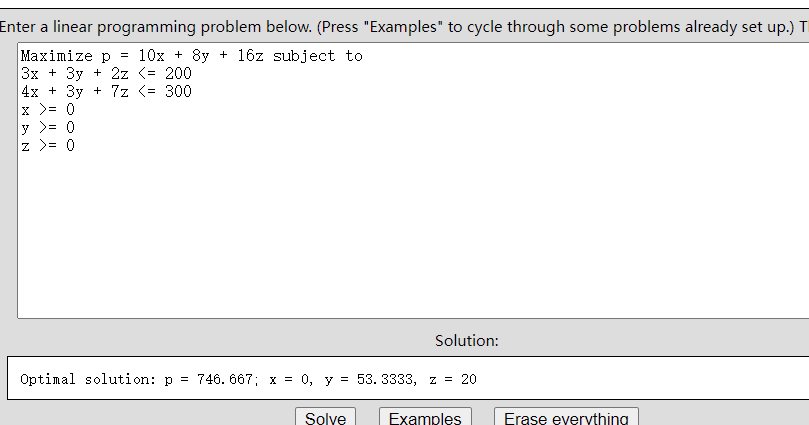 Enter a linear programming problem below. (Press "Examples" to cycle through some problems already set up.) T
Maximize p = 10x + 8y + 16z subject to
3x + 3y + 2z <= 200
4x + 3y + 7z <= 300
x >= 0
y >= 0
z >= 0
Solution:
Optimal solution: p = 746.667; x = 0, y = 53.3333, z = 20
Solve Examples Erase everything